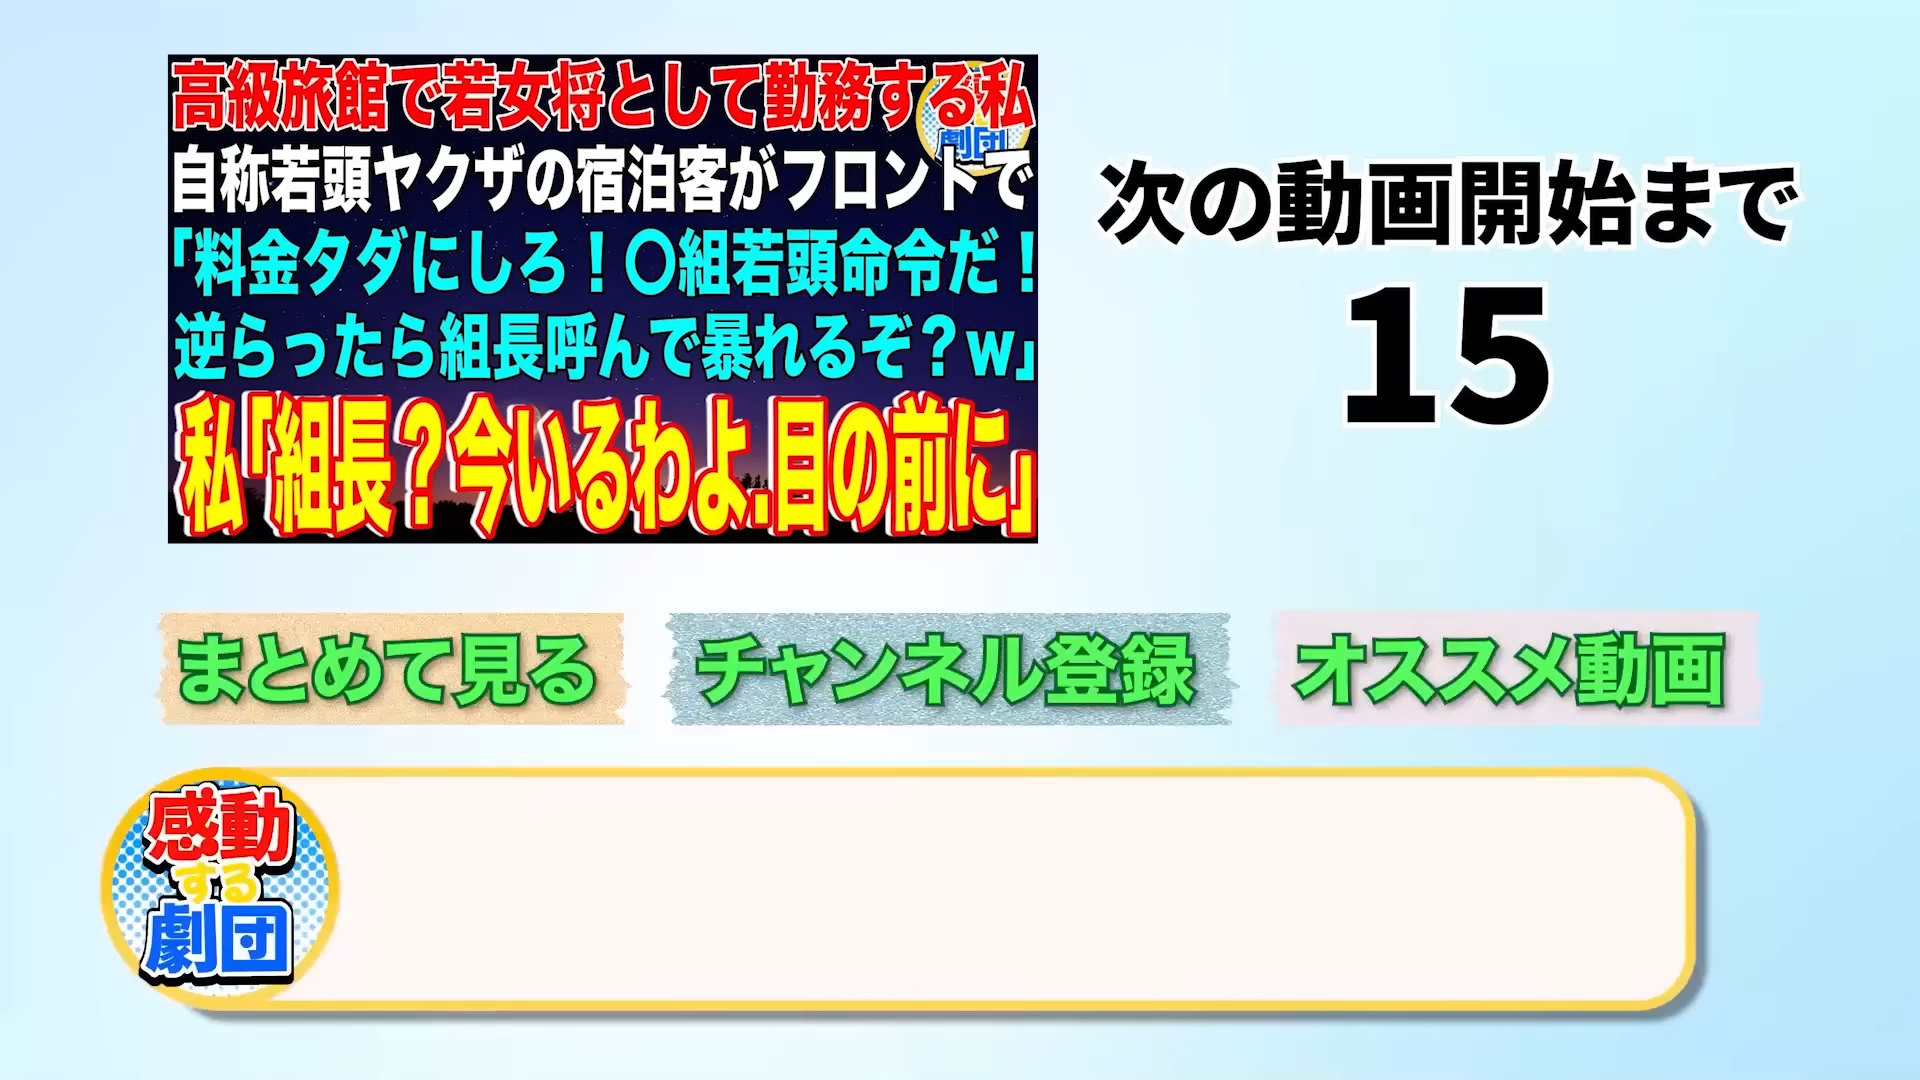 高級旅館で若女将として勤務する私
劇団
自称若頭ヤクザの宿泊客がフロントで
「料金タダにしろ！〇組若頭命令だ！
逆らったら組長呼んで暴れるぞ？w」
私「組長？今いるわよ.目の前に」
次の動画開始まで
15
まとめて見る
チャンネル登録
オススメ動画
感動
する
劇団